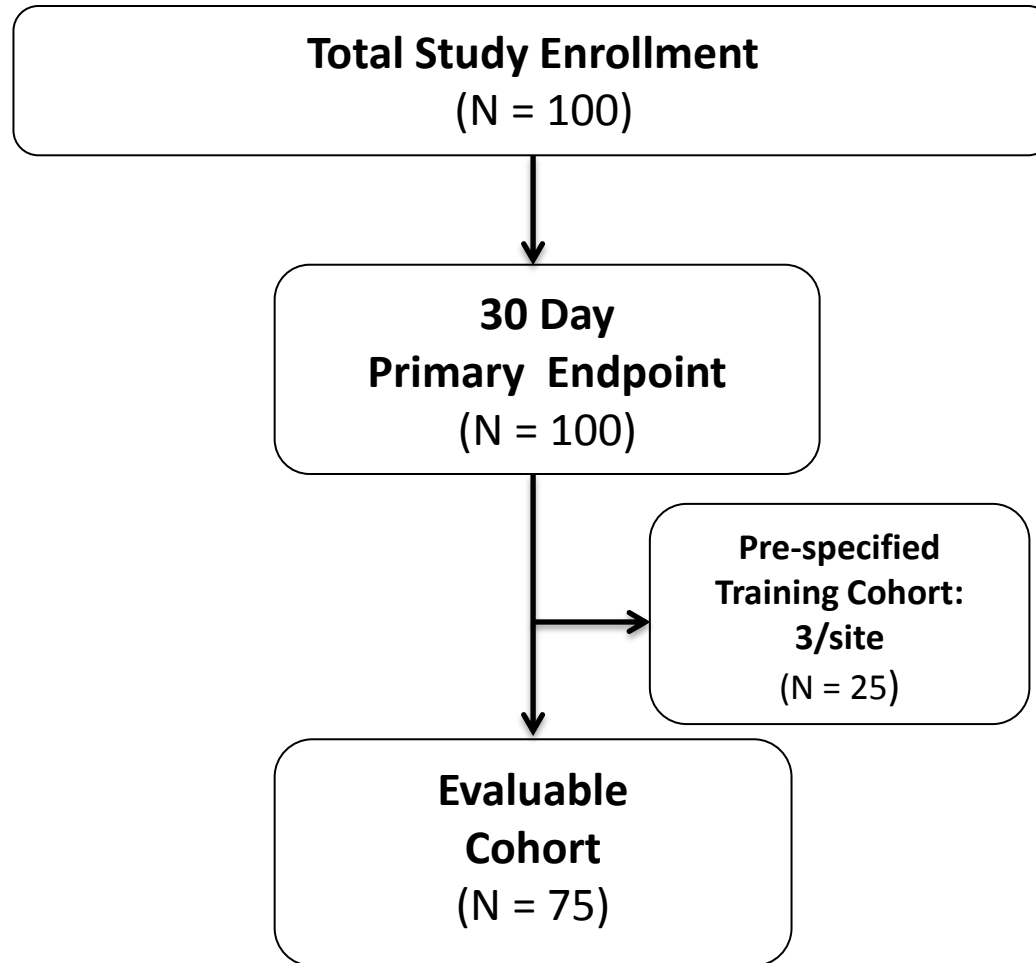 Total Study Enrollment
(N = 100)
30 Day
Primary Endpoint
(N = 100)
Pre-specified
Training Cohort:
3/site
(N = 25)
Evaluable
Cohort
(N = 75)